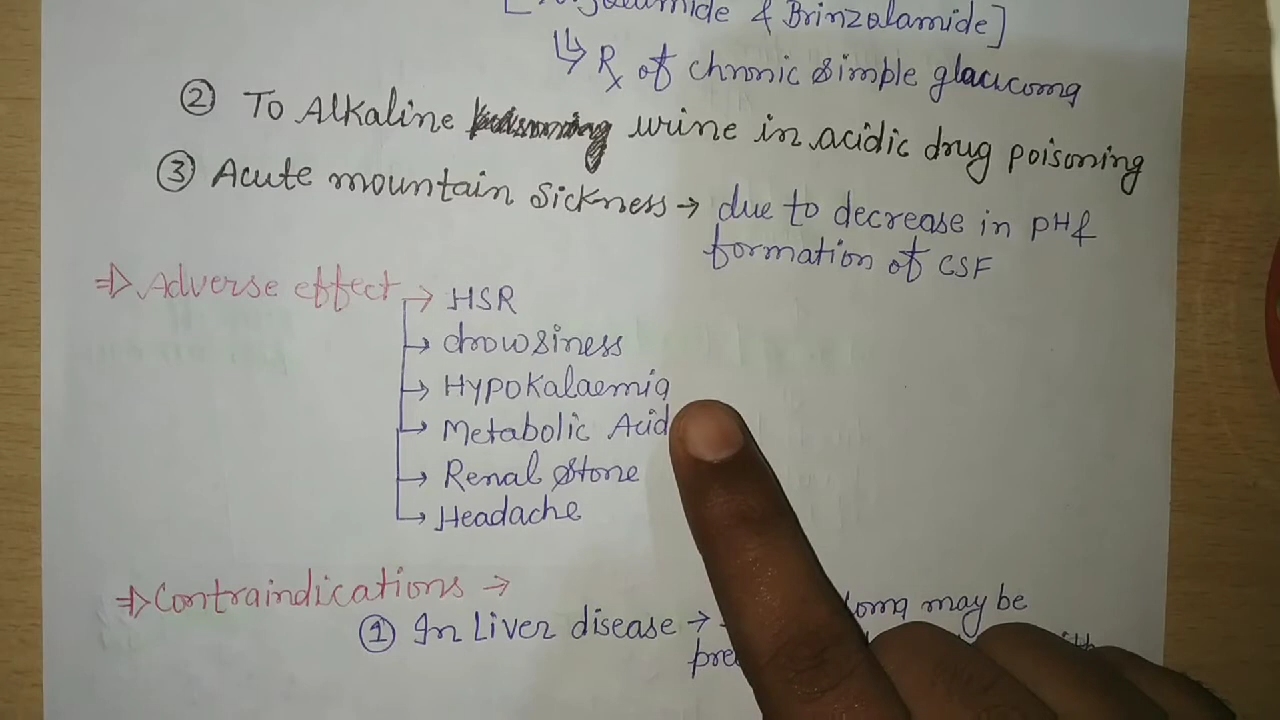 & Brinzolamide]
↳ Rx of chronic simple glaucoma
② To Alkaline urine in acidic drug poisoning
③ Acute mountain Sickness → due to decrease in pH &
formation of CSF
⇒ Adverse effect → HSR
→ drowsiness
→ Hypokalaemia
→ Metabolic Acid
→ Renal Stone
→ Headache
⇒ Contraindications →
① In Liver disease → may be